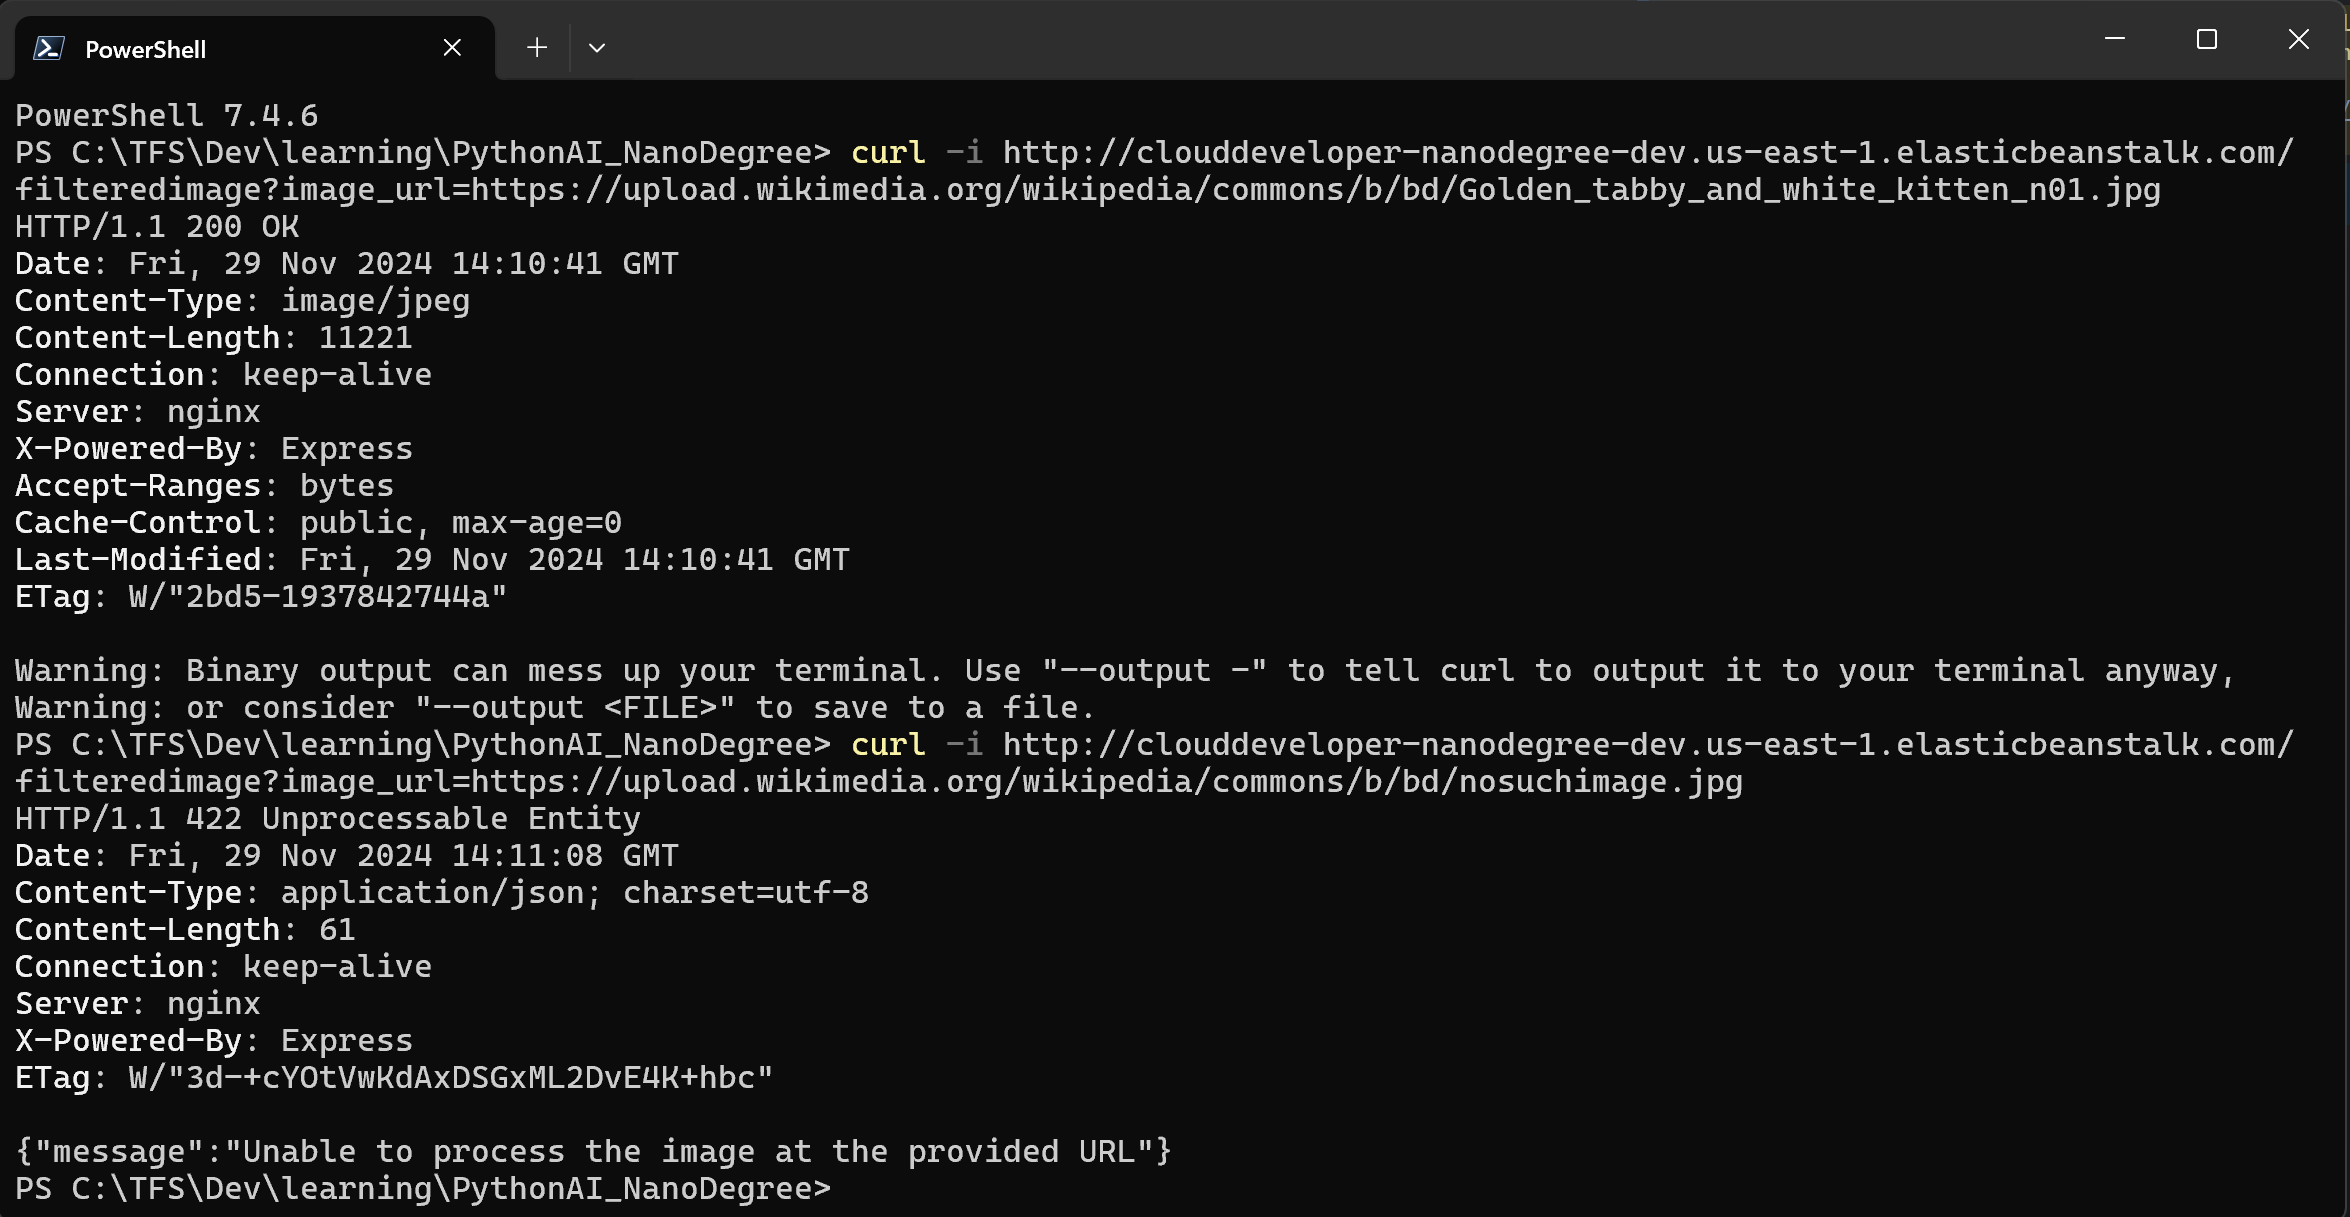 PowerShell
PowerShell 7.4.6
PS C:\TFS\Dev\learning\PythonAI_NanoDegree> curl -i http://clouddeveloper-nanodegree-dev.us-east-1.elasticbeanstalk.com/
filteredimage?image_url=https://upload.wikimedia.org/wikipedia/commons/b/bd/Golden_tabby_and_white_kitten_n01.jpg
HTTP/1.1 200 OK
Date: Fri, 29 Nov 2024 14:10:41 GMT
Content-Type: image/jpeg
Content-Length: 11221
Connection: keep-alive
Server: nginx
X-Powered-By: Express
Accept-Ranges: bytes
Cache-Control: public, max-age=0
Last-Modified: Fri, 29 Nov 2024 14:10:41 GMT
ETag: W/"2bd5-1937842744a"

Warning: Binary output can mess up your terminal. Use "--output -" to tell curl to output it to your terminal anyway,
Warning: or consider "--output <FILE>" to save to a file.
PS C:\TFS\Dev\learning\PythonAI_NanoDegree> curl -i http://clouddeveloper-nanodegree-dev.us-east-1.elasticbeanstalk.com/
filteredimage?image_url=https://upload.wikimedia.org/wikipedia/commons/b/bd/nosuchimage.jpg
HTTP/1.1 422 Unprocessable Entity
Date: Fri, 29 Nov 2024 14:11:08 GMT
Content-Type: application/json; charset=utf-8
Content-Length: 61
Connection: keep-alive
Server: nginx
X-Powered-By: Express
ETag: W/"3d-+cYOtVwKdAxDSGxML2DvE4K+hbc"

{"message":"Unable to process the image at the provided URL"}
PS C:\TFS\Dev\learning\PythonAI_NanoDegree>